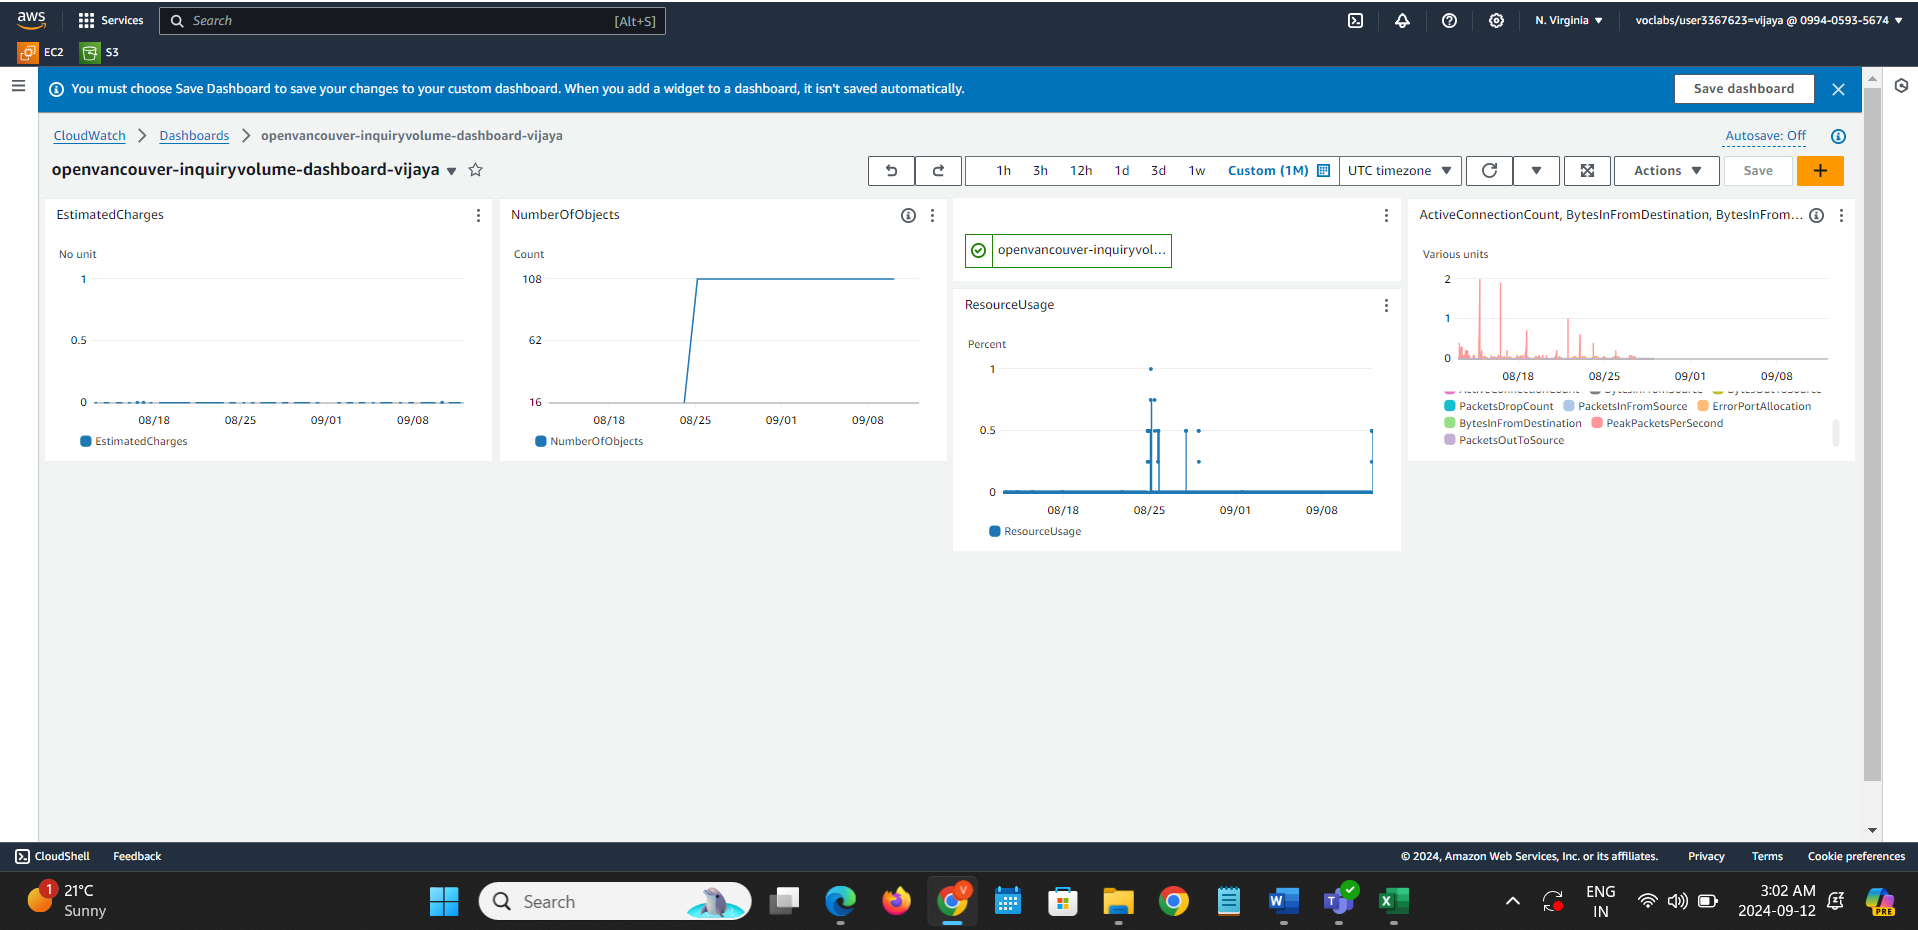 aws
Services
Search
[Alt+S]
N. Virginia
voclabs/user3367623=vijaya @ 0994-0593-5674
EC2
S3
You must choose Save Dashboard to save your changes to your custom dashboard. When you add a widget to a dashboard, it isn't saved automatically.
Save dashboard
CloudWatch
Dashboards
openvancouver-inquiryvolume-dashboard-vijaya
Autosave: Off
openvancouver-inquiryvolume-dashboard-vijaya
1h 3h 12h 1d 3d 1w Custom (1M)
UTC timezone
Actions
Save
EstimatedCharges
No unit
1
0.5
0
08/18 08/25 09/01 09/08
EstimatedCharges
NumberOfObjects
Count
108
62
16
08/18 08/25 09/01 09/08
NumberOfObjects
openvancouver-inquiryvol...
ResourceUsage
Percent
1
0.5
0
08/18 08/25 09/01 09/08
ResourceUsage
ActiveConnectionCount, BytesInFromDestination, BytesInFrom...
Various units
2
1
0
08/18 08/25 09/01 09/08
ActiveConnectionCount BytesInFromSource BytesOutToSource
PacketsDropCount PacketsInFromSource ErrorPortAllocation
BytesInFromDestination PeakPacketsPerSecond
PacketsOutToSource
CloudShell
Feedback
© 2024, Amazon Web Services, Inc. or its affiliates.
Privacy
Terms
Cookie preferences
1
21°C
Sunny
Search
V
ENG
IN
3:02 AM
2024-09-12
PRE